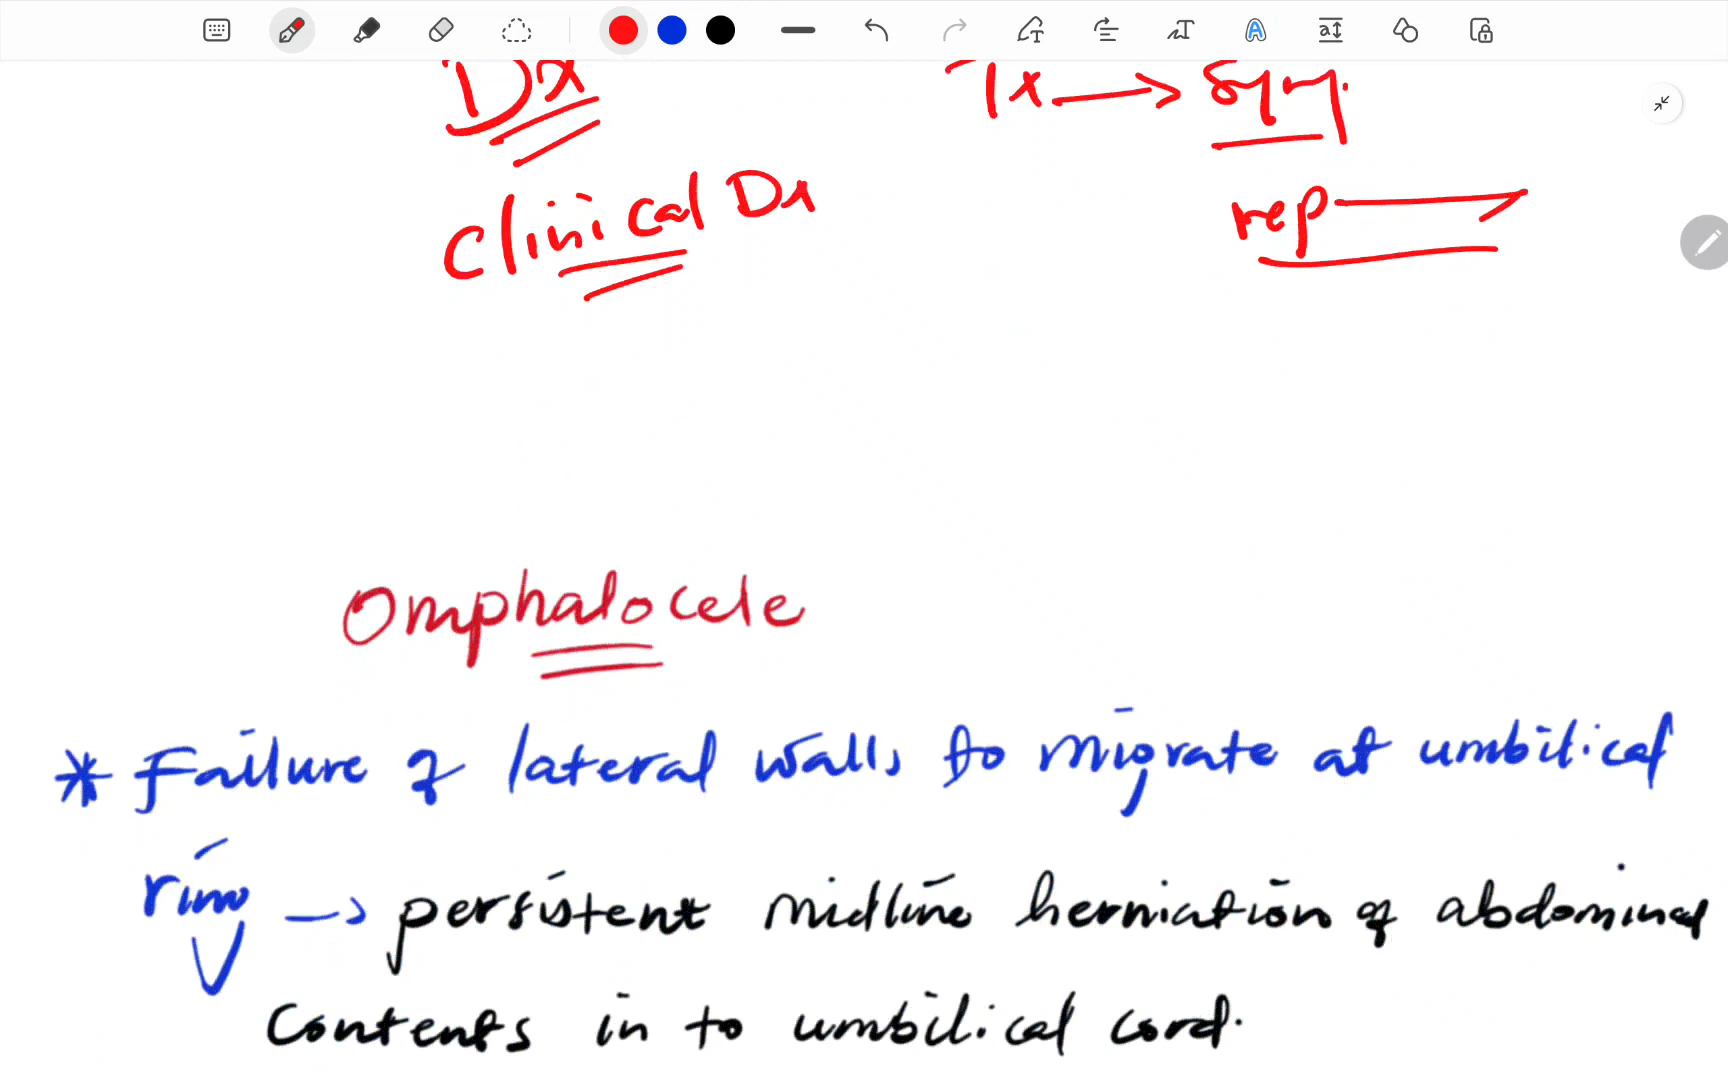 Dx
Tx → sym.
Clinical Dx
rep →
Omphalocele
* Failure of lateral walls to migrate at umbilical
ring → persistent midline herniation of abdominal
Contents in to umbilical cord.